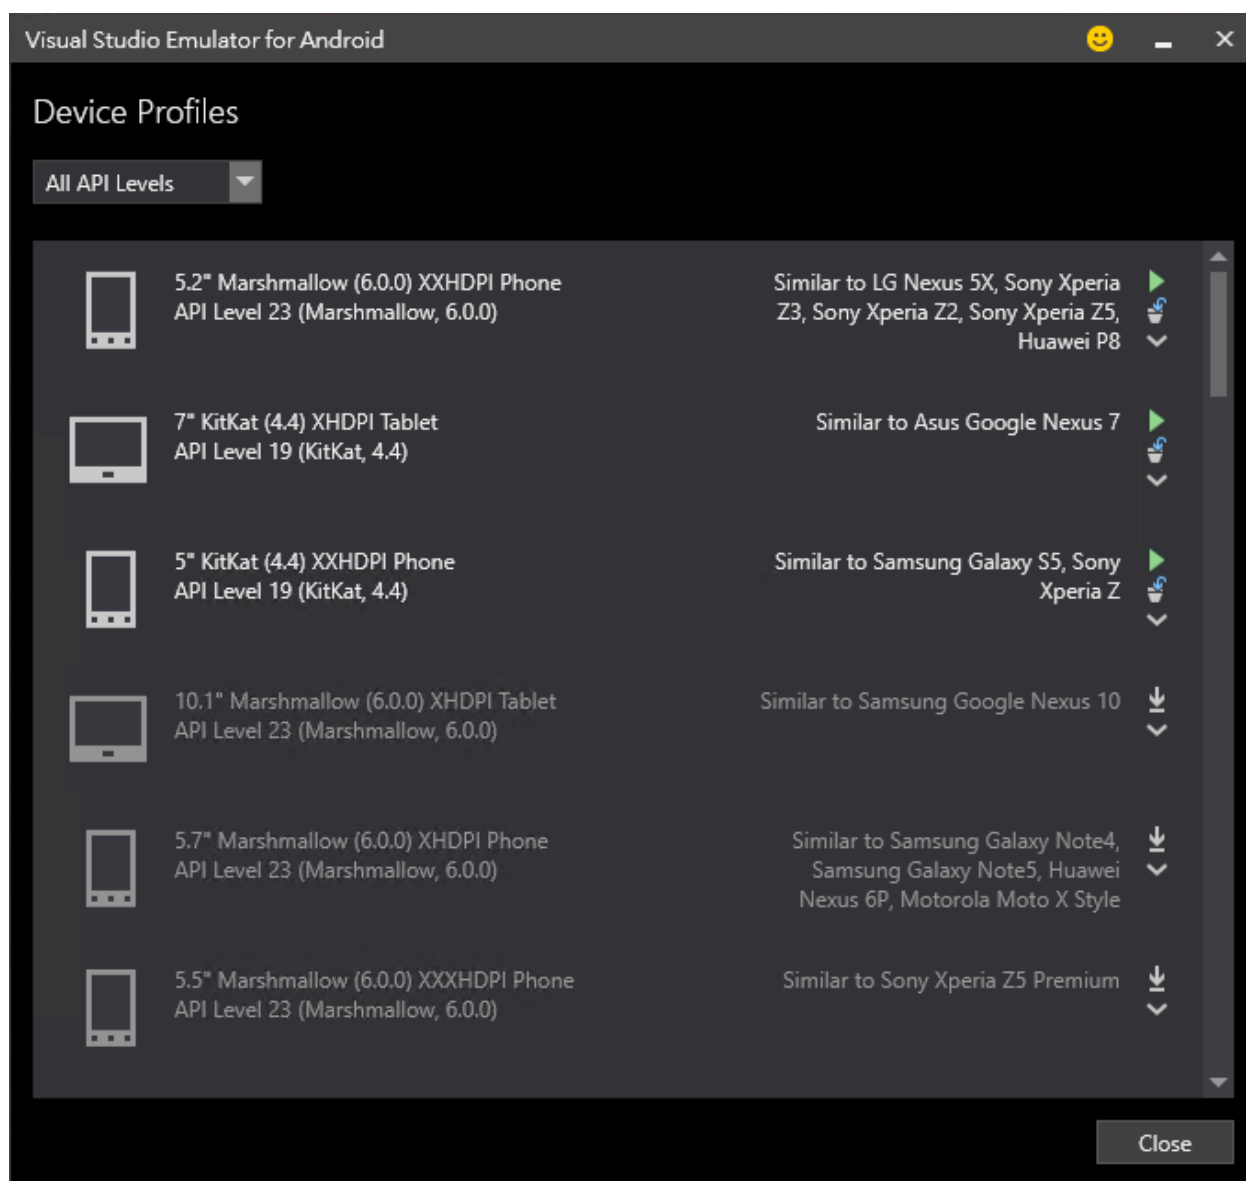 Visual Studio Emulator for Android
Device Profiles
All API Levels
5.2" Marshmallow (6.0.0) XXHDPI Phone
API Level 23 (Marshmallow, 6.0.0)
Similar to LG Nexus 5X, Sony Xperia
Z3, Sony Xperia Z2, Sony Xperia Z5,
Huawei P8
7" KitKat (4.4) XHDPI Tablet
API Level 19 (KitKat, 4.4)
Similar to Asus Google Nexus 7
5" KitKat (4.4) XXHDPI Phone
API Level 19 (KitKat, 4.4)
Similar to Samsung Galaxy S5, Sony
Xperia Z
10.1" Marshmallow (6.0.0) XHDPI Tablet
API Level 23 (Marshmallow, 6.0.0)
Similar to Samsung Google Nexus 10
5.7" Marshmallow (6.0.0) XHDPI Phone
API Level 23 (Marshmallow, 6.0.0)
Similar to Samsung Galaxy Note4,
Samsung Galaxy Note5, Huawei
Nexus 6P, Motorola Moto X Style
5.5" Marshmallow (6.0.0) XXXHDPI Phone
API Level 23 (Marshmallow, 6.0.0)
Similar to Sony Xperia Z5 Premium
Close